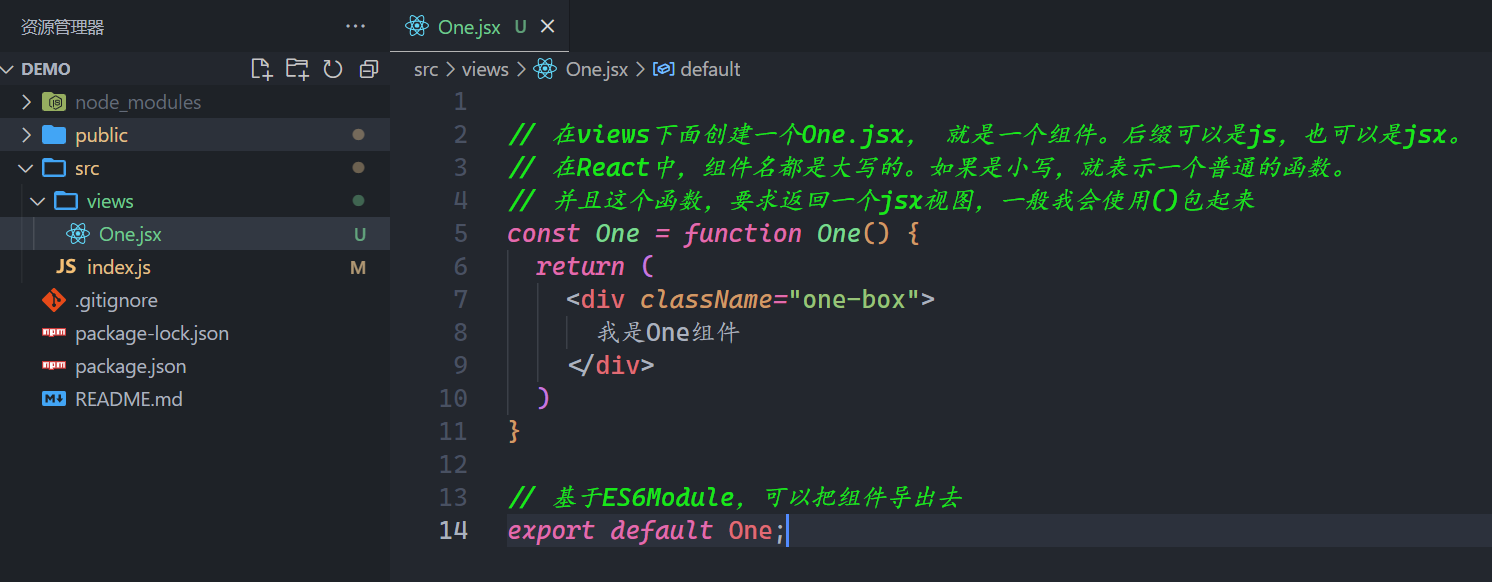 资源管理器 ···
DEMO
node_modules
public
src
views
One.jsx U
JS index.js M
.gitignore
npm package-lock.json
npm package.json
README.md
One.jsx U
src > views > One.jsx > default
1
2 // 在views下面创建一个One.jsx, 就是一个组件。后缀可以是js, 也可以是jsx。
3 // 在React中, 组件名都是大写的。如果是小写, 就表示一个普通的函数。
4 // 并且这个函数, 要求返回一个jsx视图, 一般我会使用()包起来
5 const One = function One() {
6 return (
7 <div className="one-box">
8 我是One组件
9 </div>
10 )
11 }
12
13 // 基于ES6Module, 可以把组件导出去
14 export default One;